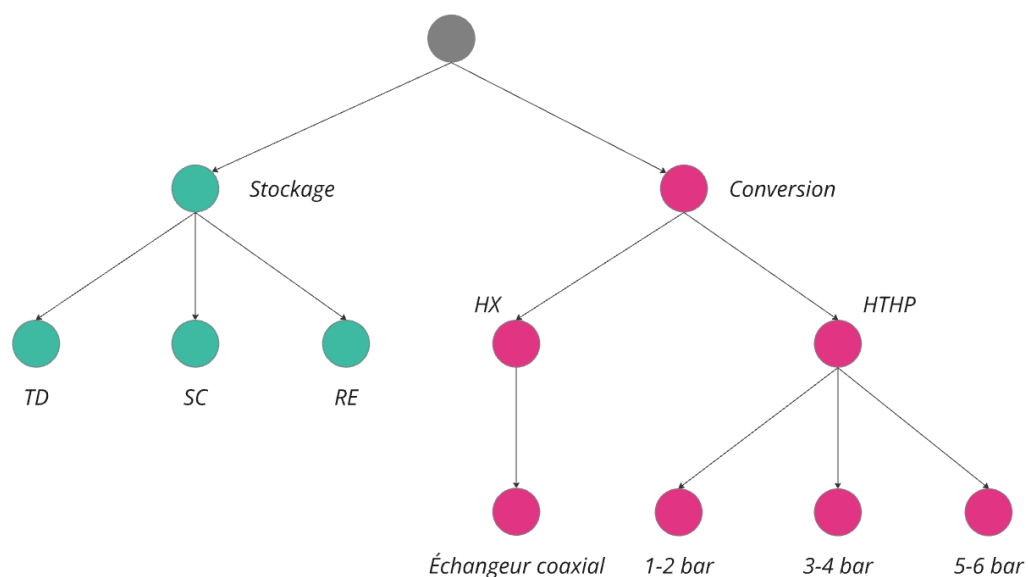 Stockage
Conversion
HX
HTHP
TD
SC
RE
Échangeur coaxial
1-2 bar
3-4 bar
5-6 bar